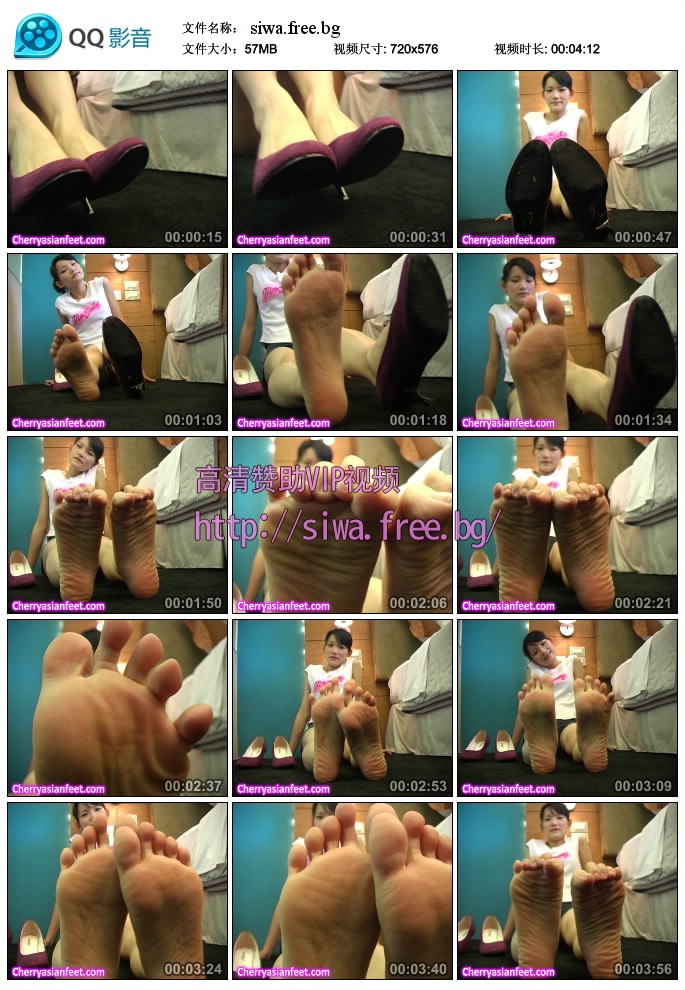 QQ影音
文件名称: siwa.free.bg
文件大小: 57MB 视频尺寸: 720x576 视频时长: 00:04:12
Cherryasianfeet.com 00:00:15
Cherryasianfeet.com 00:00:31
Cherryasianfeet.com 00:00:47
Cherryasianfeet.com 00:01:03
Cherryasianfeet.com 00:01:18
Cherryasianfeet.com 00:01:34
高清赞助VIP视频
http://siwa.free.bg/
Cherryasianfeet.com 00:01:50
Cherryasianfeet.com 00:02:06
Cherryasianfeet.com 00:02:21
Cherryasianfeet.com 00:02:37
Cherryasianfeet.com 00:02:53
Cherryasianfeet.com 00:03:09
Cherryasianfeet.com 00:03:24
Cherryasianfeet.com 00:03:40
Cherryasianfeet.com 00:03:56